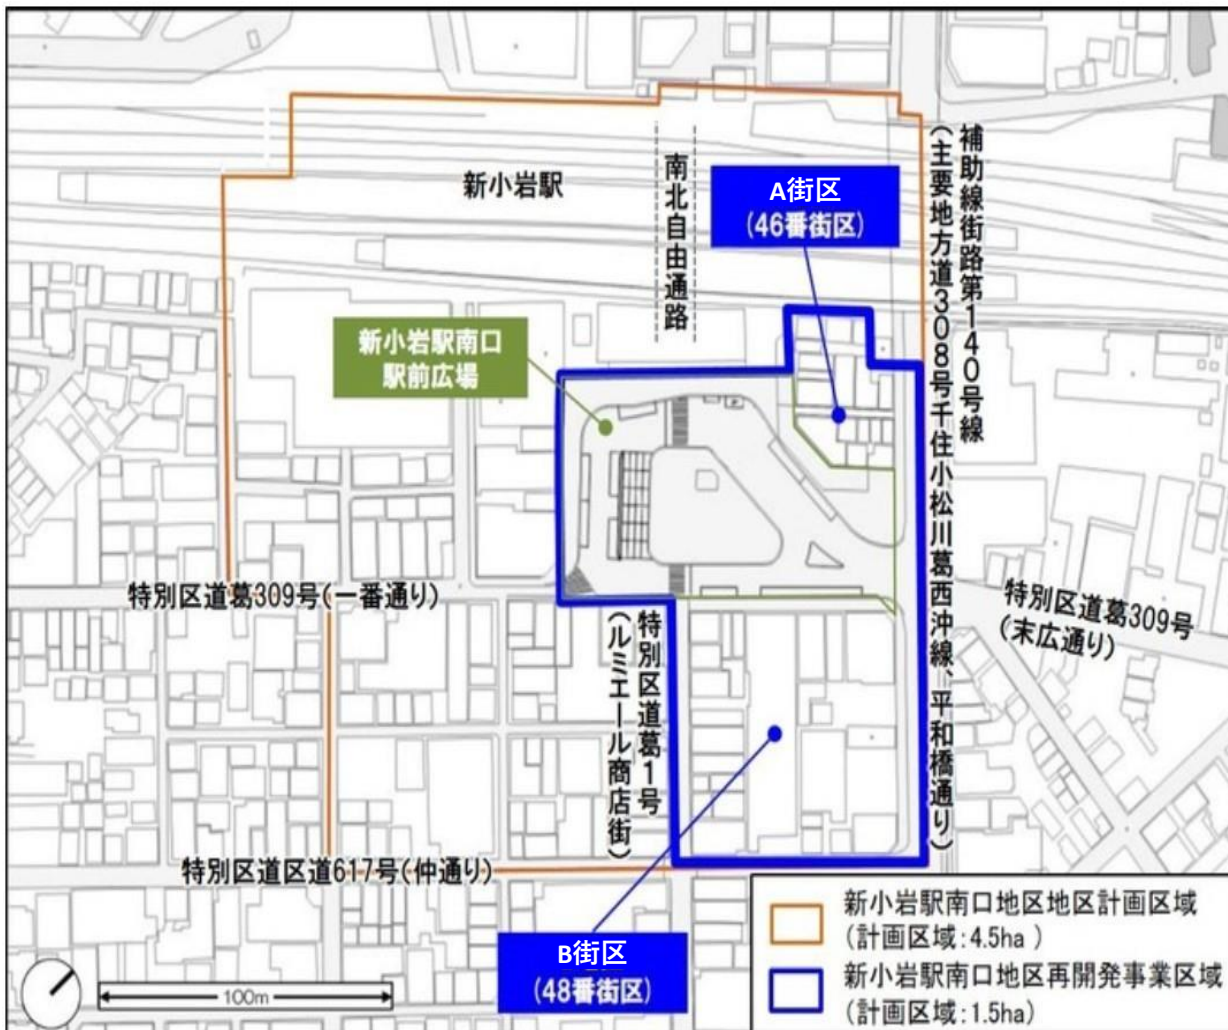 新小岩駅
南北自由通路
A街区
(46番街区)
補助線街路第140号線
(主要地方道308号千住小松川葛西沖線、平和橋通り)
新小岩駅南口
駅前広場
特別区道葛309号(一番通り)
特別区道葛309号
(末広通り)
特別区道葛1号
(ルミエール商店街)
特別区道区道617号(仲通り)
B街区
(48番街区)
100m
新小岩駅南口地区地区計画区域
(計画区域:4.5ha )
新小岩駅南口地区再開発事業区域
(計画区域:1.5ha)